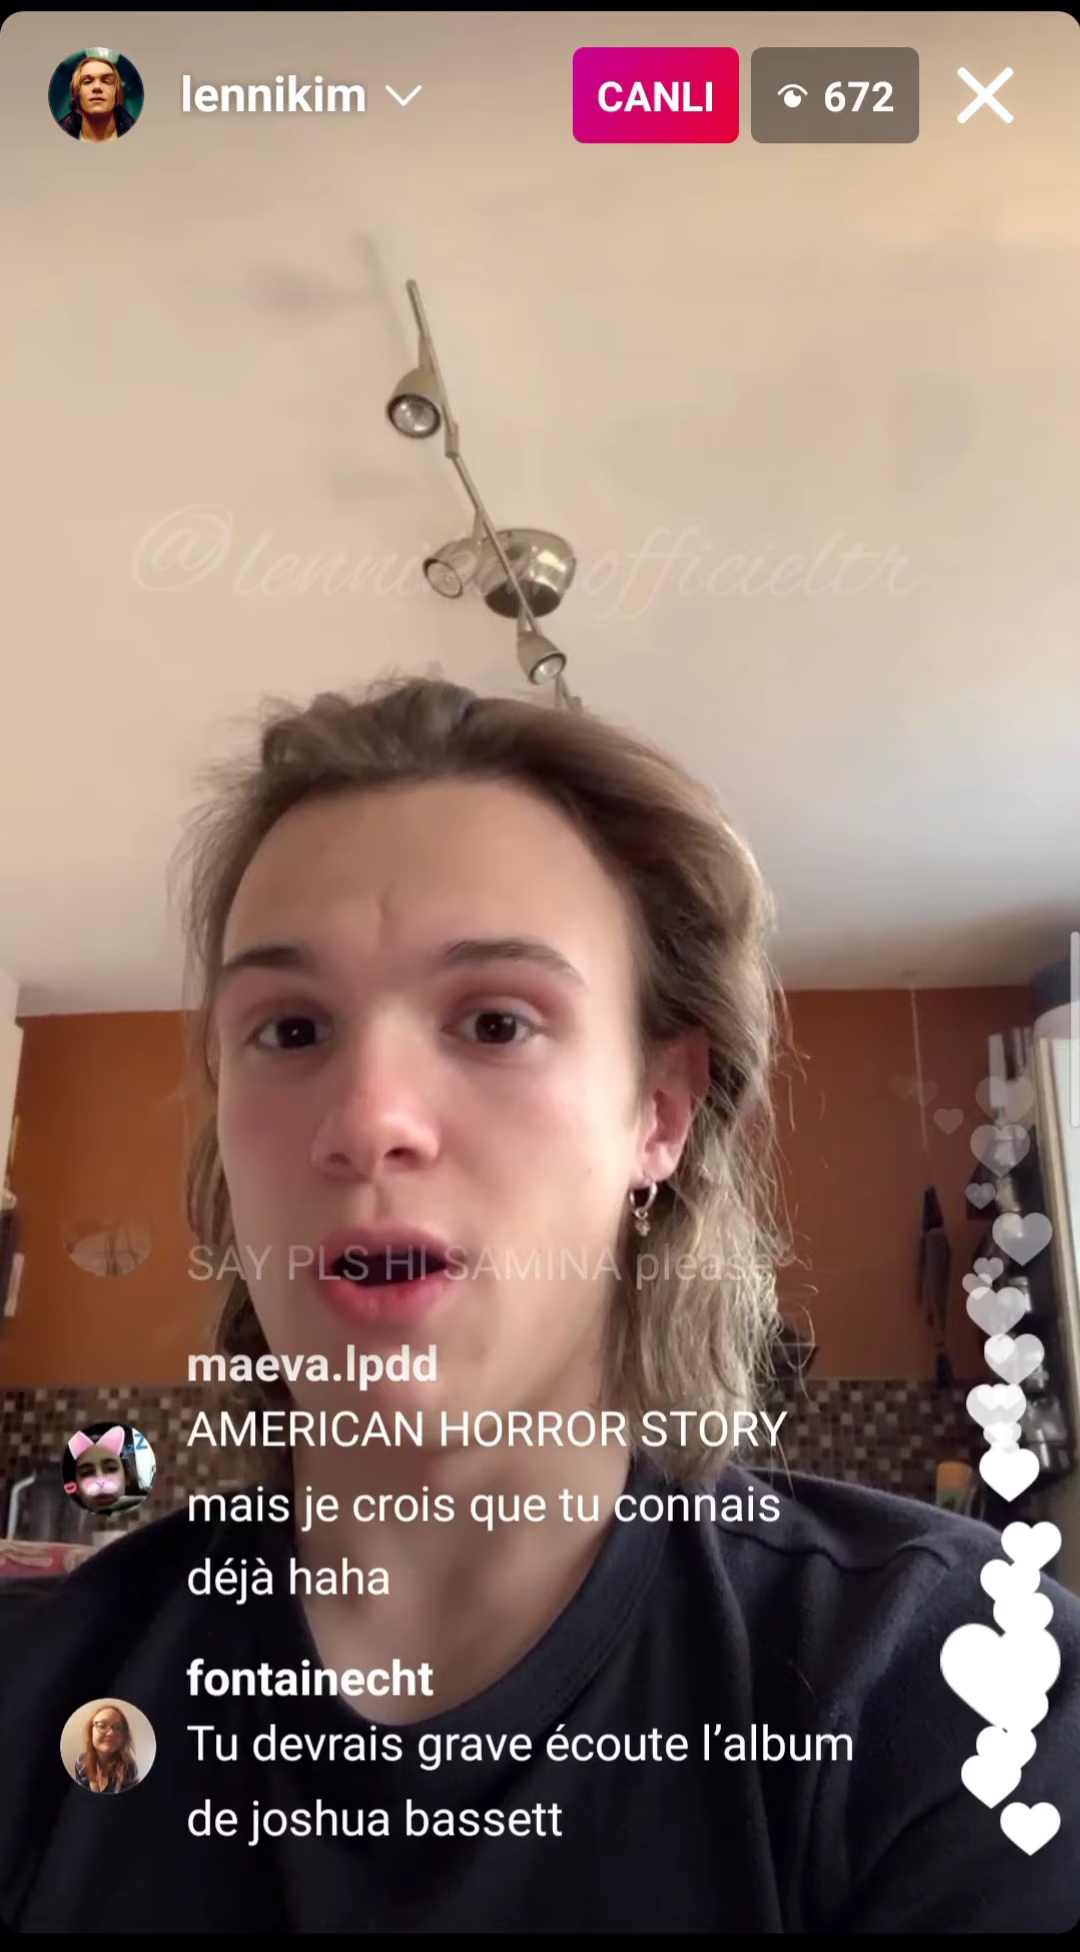 lennikim
CANLI
672
@lennikimofficieltr
SAY PLS HI SAMINA please
maeva.lpdd
AMERICAN HORROR STORY
mais je crois que tu connais
déjà haha
fontainecht
Tu devrais grave écoute l’album
de joshua bassett